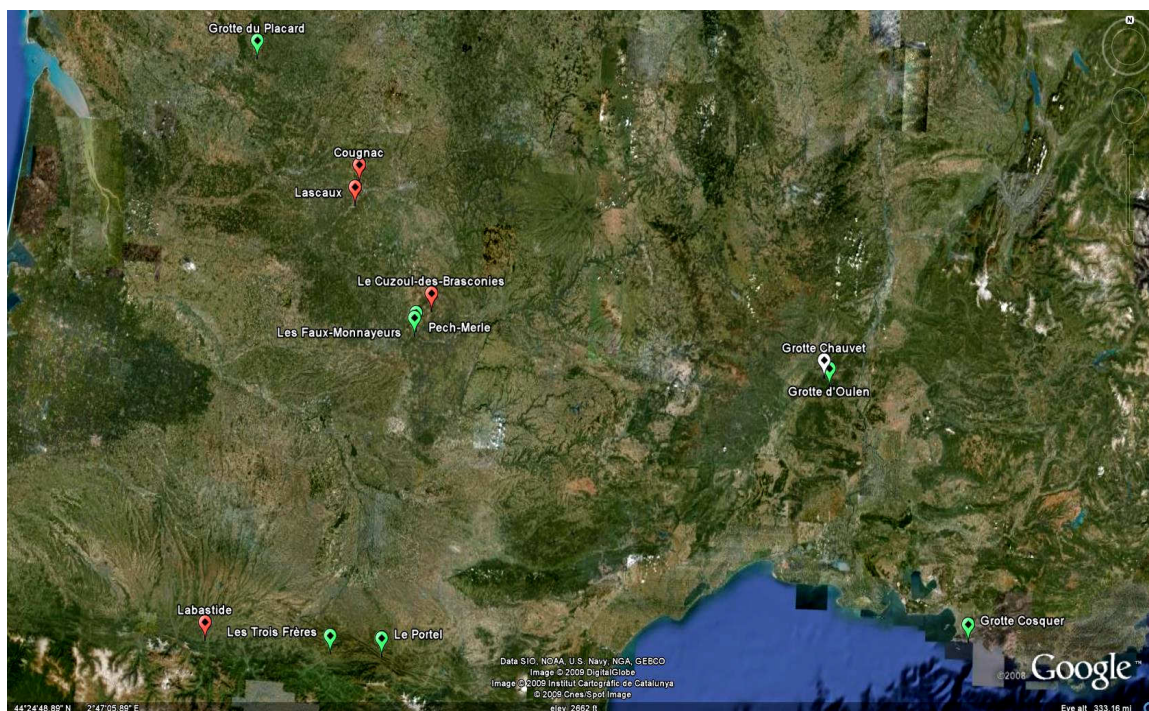 N
Grotte du Placard
Cougnac
Lascaux
Le Cuzoul-des-Brasconies
Les Faux-Monnayeurs
Pech-Merle
Grotte Chauvet
Grotte d'Oulen
Labastide
Les Trois Frères
Le Portel
Grotte Cosquer
Data SIO, NOAA, U.S. Navy, NGA, GEBCO
Image © 2009 DigitalGlobe
Image © 2009 Institut Cartogràfic de Catalunya
© 2009 Cnes/Spot Image
©2008 Google™
44°24'48.89" N 2°47'05.89" E elev 2662 ft Eye alt 333.16 mi